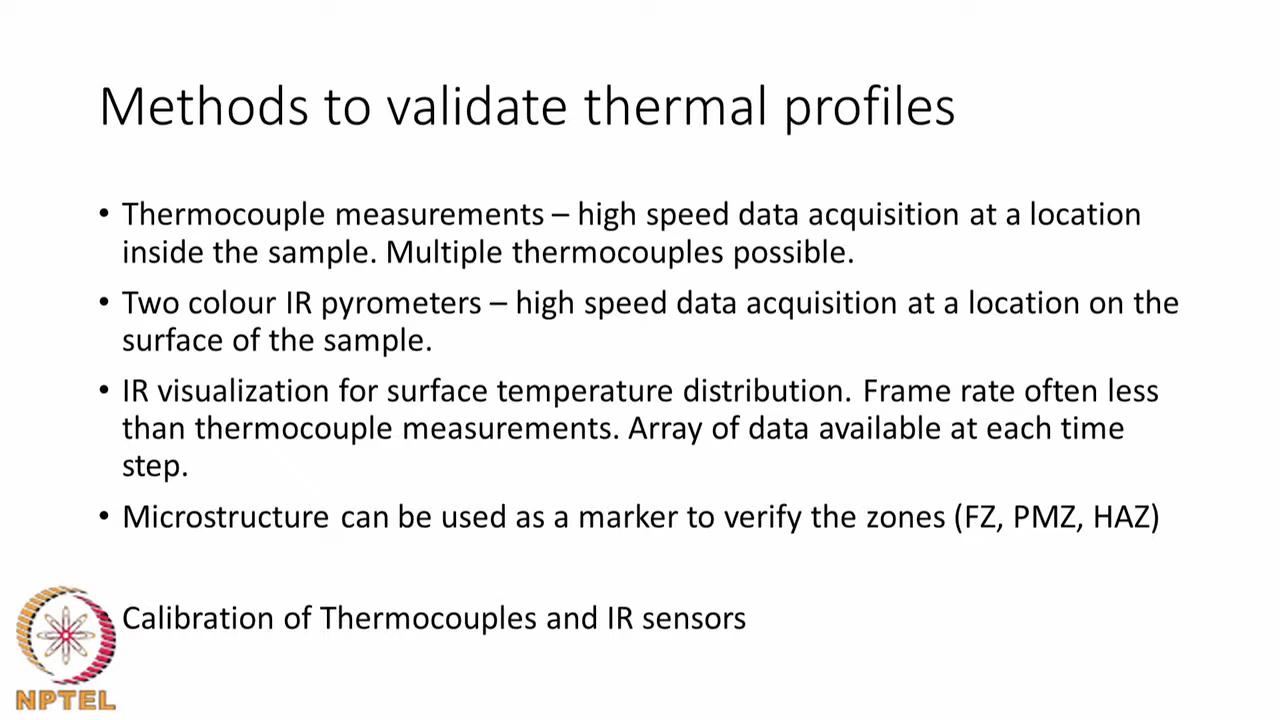 Methods to validate thermal profiles
• Thermocouple measurements – high speed data acquisition at a location
inside the sample. Multiple thermocouples possible.
• Two colour IR pyrometers – high speed data acquisition at a location on the
surface of the sample.
• IR visualization for surface temperature distribution. Frame rate often less
than thermocouple measurements. Array of data available at each time
step.
• Microstructure can be used as a marker to verify the zones (FZ, PMZ, HAZ)
Calibration of Thermocouples and IR sensors
NPTEL